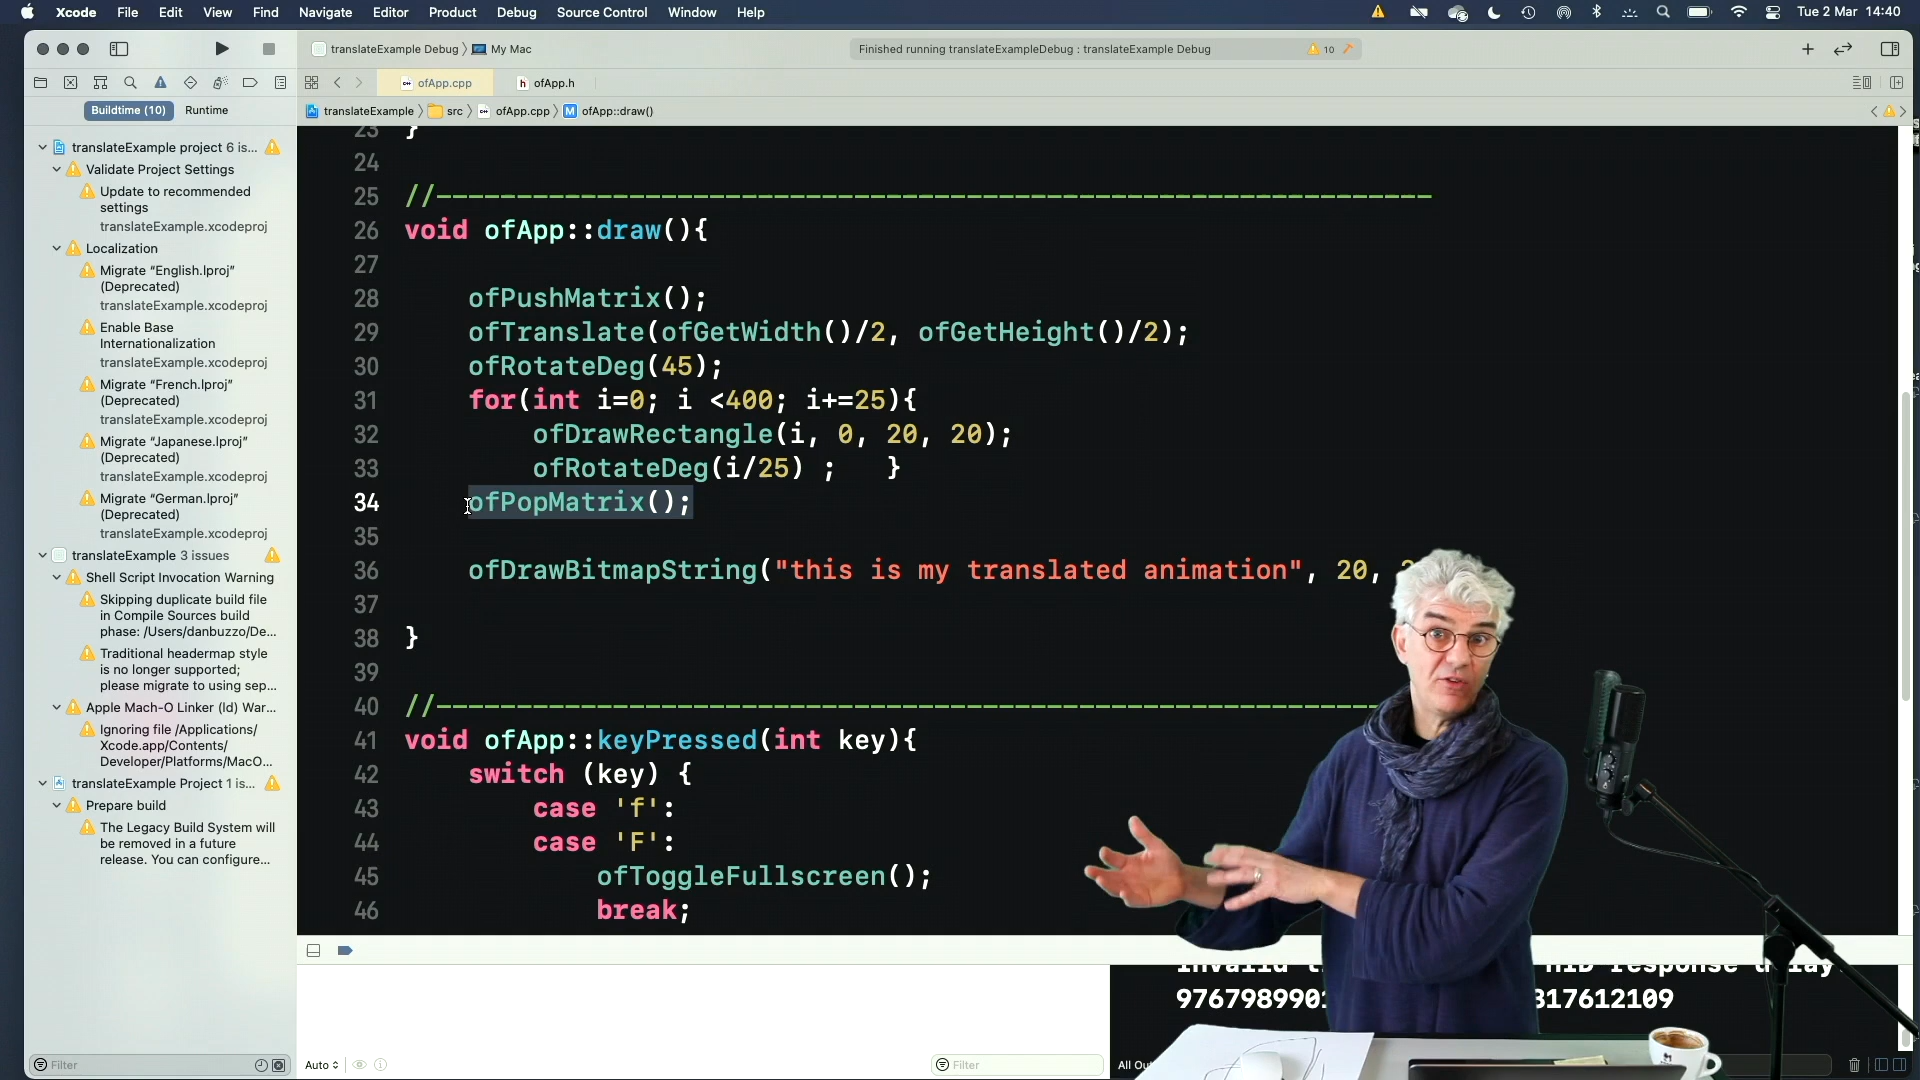 Xcode File Edit View Find Navigate Editor Product Debug Source Control Window Help Tue 2 Mar 14:40
translateExample Debug 〉 My Mac
Finished running translateExampleDebug : translateExample Debug
10
ofApp.cpp
h ofApp.h
Buildtime (10) Runtime
translateExample 〉 src 〉 ofApp.cpp 〉 M ofApp::draw()
translateExample project 6 is...
Validate Project Settings
Update to recommended
settings
translateExample.xcodeproj
Localization
Migrate “English.lproj”
(Deprecated)
translateExample.xcodeproj
Enable Base
Internationalization
translateExample.xcodeproj
Migrate “French.lproj”
(Deprecated)
translateExample.xcodeproj
Migrate “Japanese.lproj”
(Deprecated)
translateExample.xcodeproj
Migrate “German.lproj”
(Deprecated)
translateExample.xcodeproj
translateExample 3 issues
Shell Script Invocation Warning
Skipping duplicate build file
in Compile Sources build
phase: /Users/danbuzzo/De...
Traditional headermap style
is no longer supported;
please migrate to using sep...
Apple Mach-O Linker (ld) War...
Ignoring file /Applications/
Xcode.app/Contents/
Developer/Platforms/MacO...
translateExample Project 1 is...
Prepare build
The Legacy Build System will
be removed in a future
release. You can configure...
Filter
23 }
24
25 //--------------------------------------------------------------
26 void ofApp::draw(){
27
28 ofPushMatrix();
29 ofTranslate(ofGetWidth()/2, ofGetHeight()/2);
30 ofRotateDeg(45);
31 for(int i=0; i <400; i+=25){
32 ofDrawRectangle(i, 0, 20, 20);
33 ofRotateDeg(i/25) ; }
34 ofPopMatrix();
35
36 ofDrawBitmapString("this is my translated animation", 20,
37
38 }
39
40 //--------------------------------------------------------------
41 void ofApp::keyPressed(int key){
42 switch (key) {
43 case 'f':
44 case 'F':
45 ofToggleFullscreen();
46 break;
HID response
317612109
Auto
Filter
All